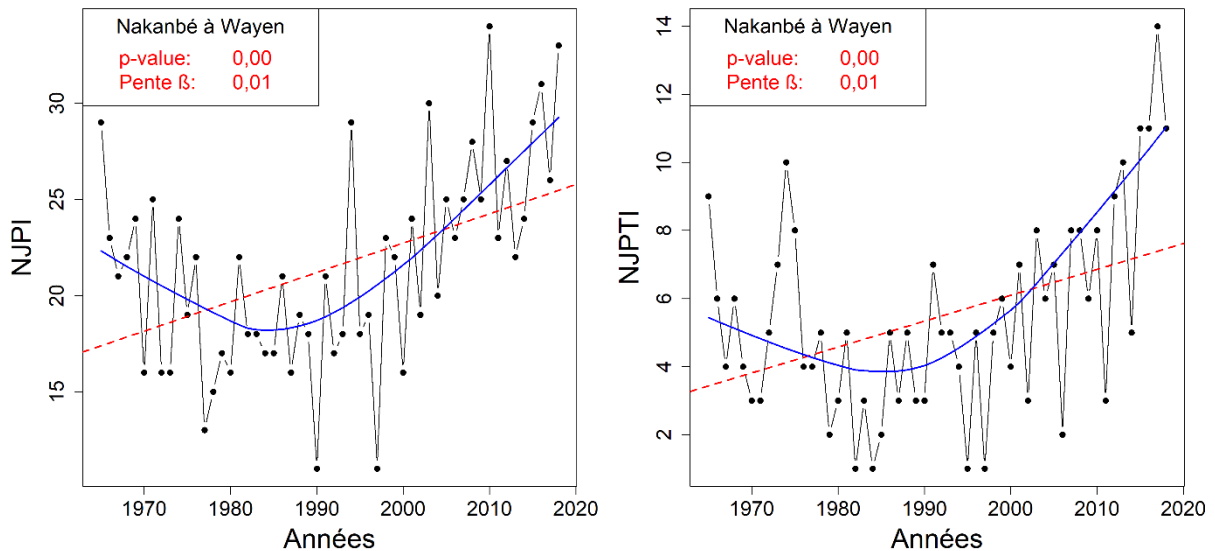 Nakanbé à Wayen
p-value: 0,00
Pente ß: 0,01
NJPI
30
25
20
15
1970 1980 1990 2000 2010 2020
Années
Nakanbé à Wayen
p-value: 0,00
Pente ß: 0,01
NJPTI
14
12
10
8
6
4
2
1970 1980 1990 2000 2010 2020
Années